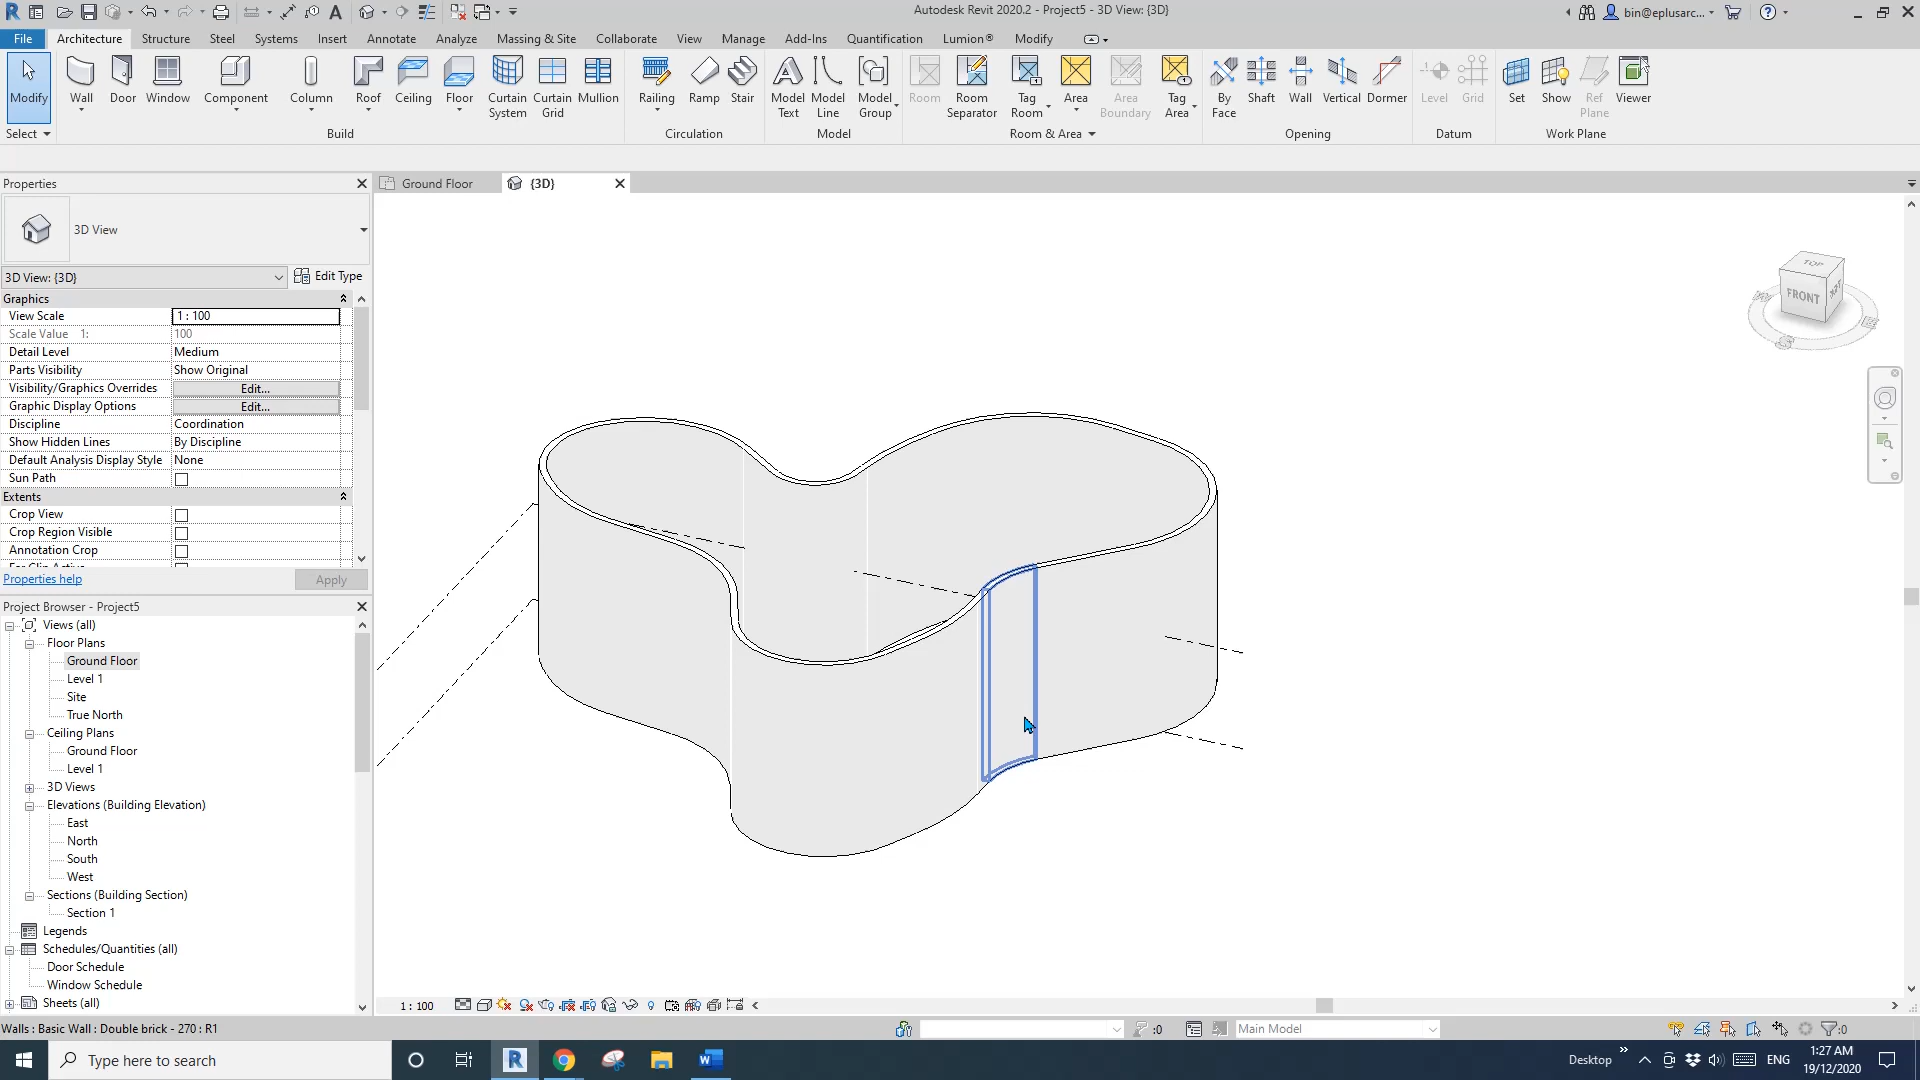 Autodesk Revit 2020.2 - Project5 - 3D View: {3D}
bin@eplusarc...
File Architecture Structure Steel Systems Insert Annotate Analyze Massing & Site Collaborate View Manage Add-Ins Quantification Lumion® Modify
Modify Wall Door Window Component Column Roof Ceiling Floor Curtain System Curtain Grid Mullion Railing Ramp Stair Model Text Model Line Model Group Room Room Separator Tag Room Area Area Boundary Tag Area By Face Shaft Wall Vertical Dormer Level Grid Set Show Ref Plane Viewer
Select Build Circulation Model Room & Area Opening Datum Work Plane
Properties
Ground Floor
{3D}
3D View
3D View: {3D}
Edit Type
Graphics
View Scale 1 : 100
Scale Value 1: 100
Detail Level Medium
Parts Visibility Show Original
Visibility/Graphics Overrides Edit...
Graphic Display Options Edit...
Discipline Coordination
Show Hidden Lines By Discipline
Default Analysis Display Style None
Sun Path
Extents
Crop View
Crop Region Visible
Annotation Crop
Properties help
Apply
TOP
FRONT
Project Browser - Project5
Views (all)
Floor Plans
Ground Floor
Level 1
Site
True North
Ceiling Plans
Ground Floor
Level 1
3D Views
Elevations (Building Elevation)
East
North
South
West
Sections (Building Section)
Section 1
Legends
Schedules/Quantities (all)
Door Schedule
Window Schedule
Sheets (all)
1 : 100
Walls : Basic Wall : Double brick - 270 : R1
:0
Main Model
:0
Type here to search
Desktop
ENG
1:27 AM
19/12/2020